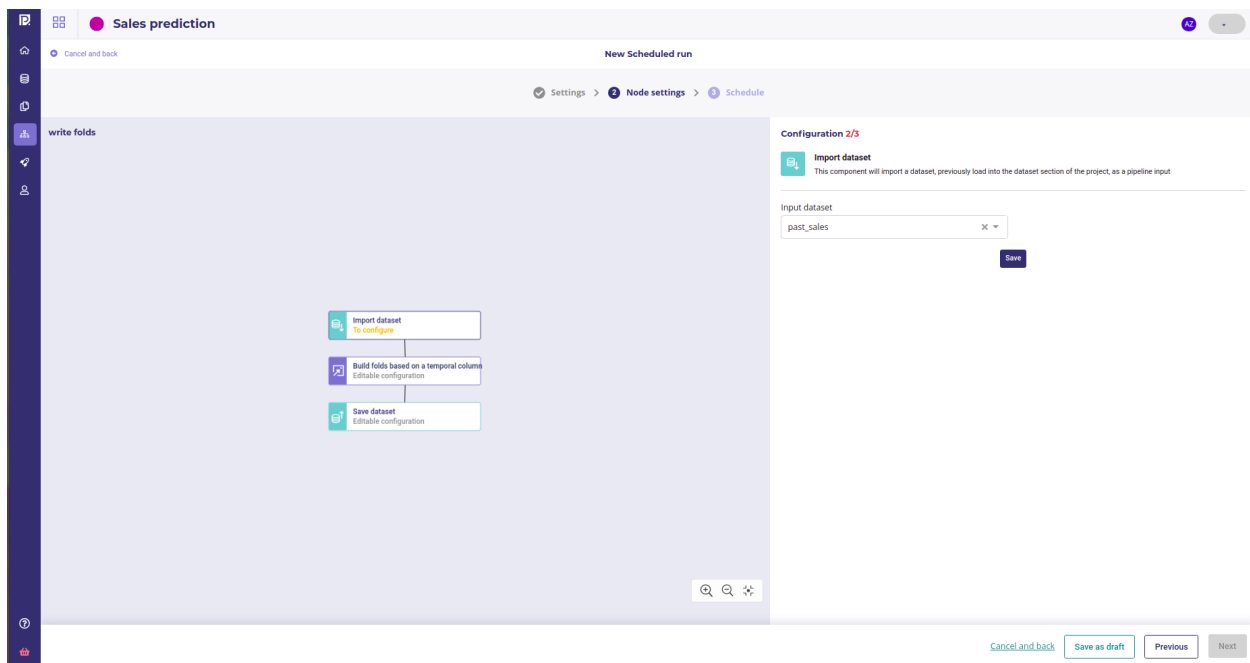 Sales prediction
AZ
Cancel and back
New Scheduled run
Settings > 2 Node settings > 3 Schedule
write folds
Configuration 2/3
Import dataset
This component will import a dataset, previously load into the dataset section of the project, as a pipeline input
Input dataset
past_sales
Save
Import dataset
To configure
Build folds based on a temporal column
Editable configuration
Save dataset
Editable configuration
Cancel and back
Save as draft
Previous
Next